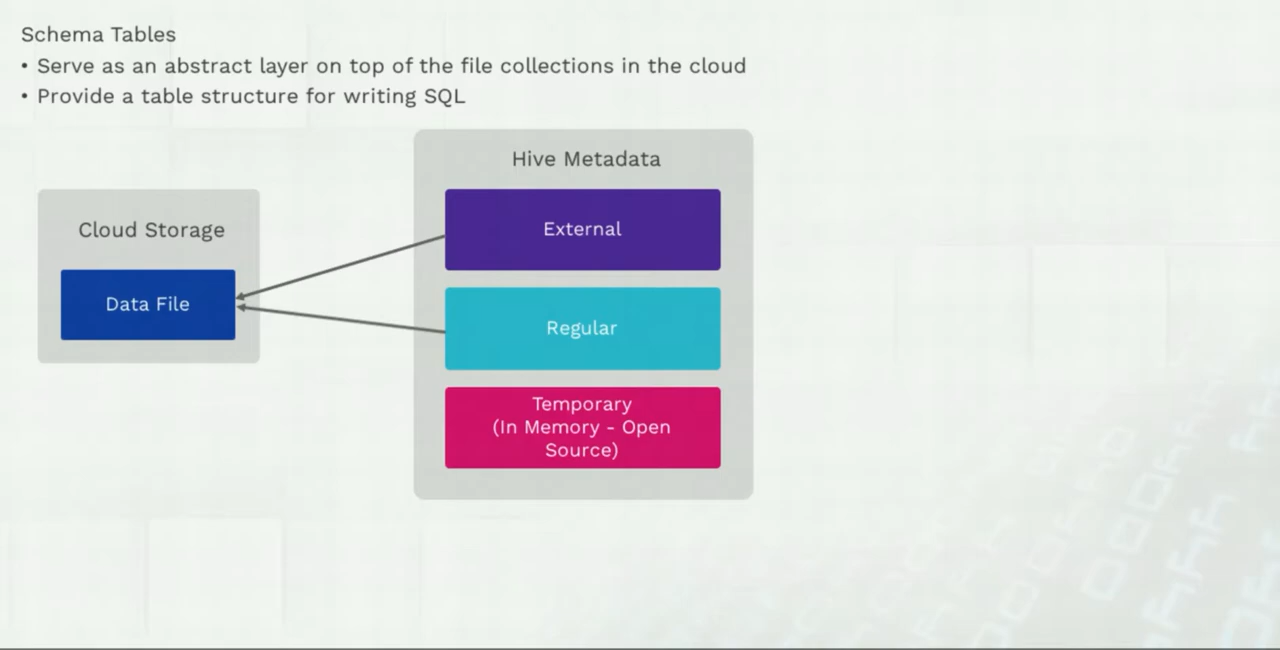 Schema Tables
• Serve as an abstract layer on top of the file collections in the cloud
• Provide a table structure for writing SQL
Hive Metadata
Cloud Storage
External
Data File
Regular
Temporary
(In Memory - Open
Source)